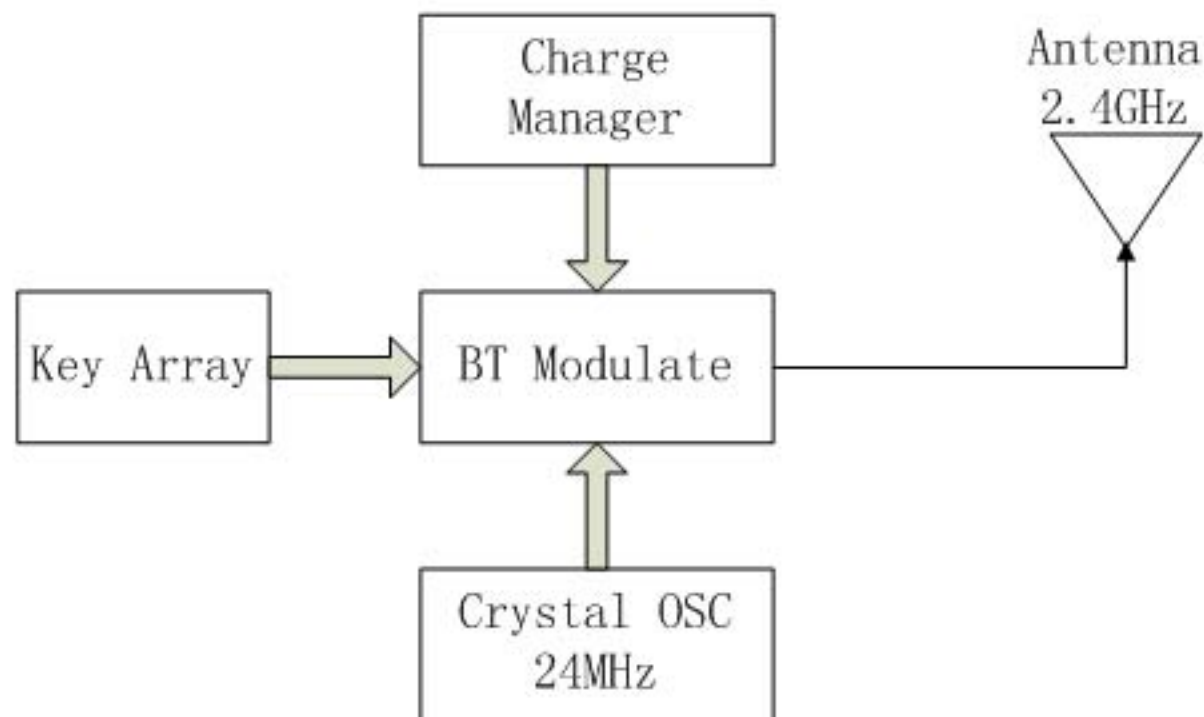 Charge
Manager
Antenna
2.4GHz
Key Array
BT Modulate
Crystal OSC
24MHz